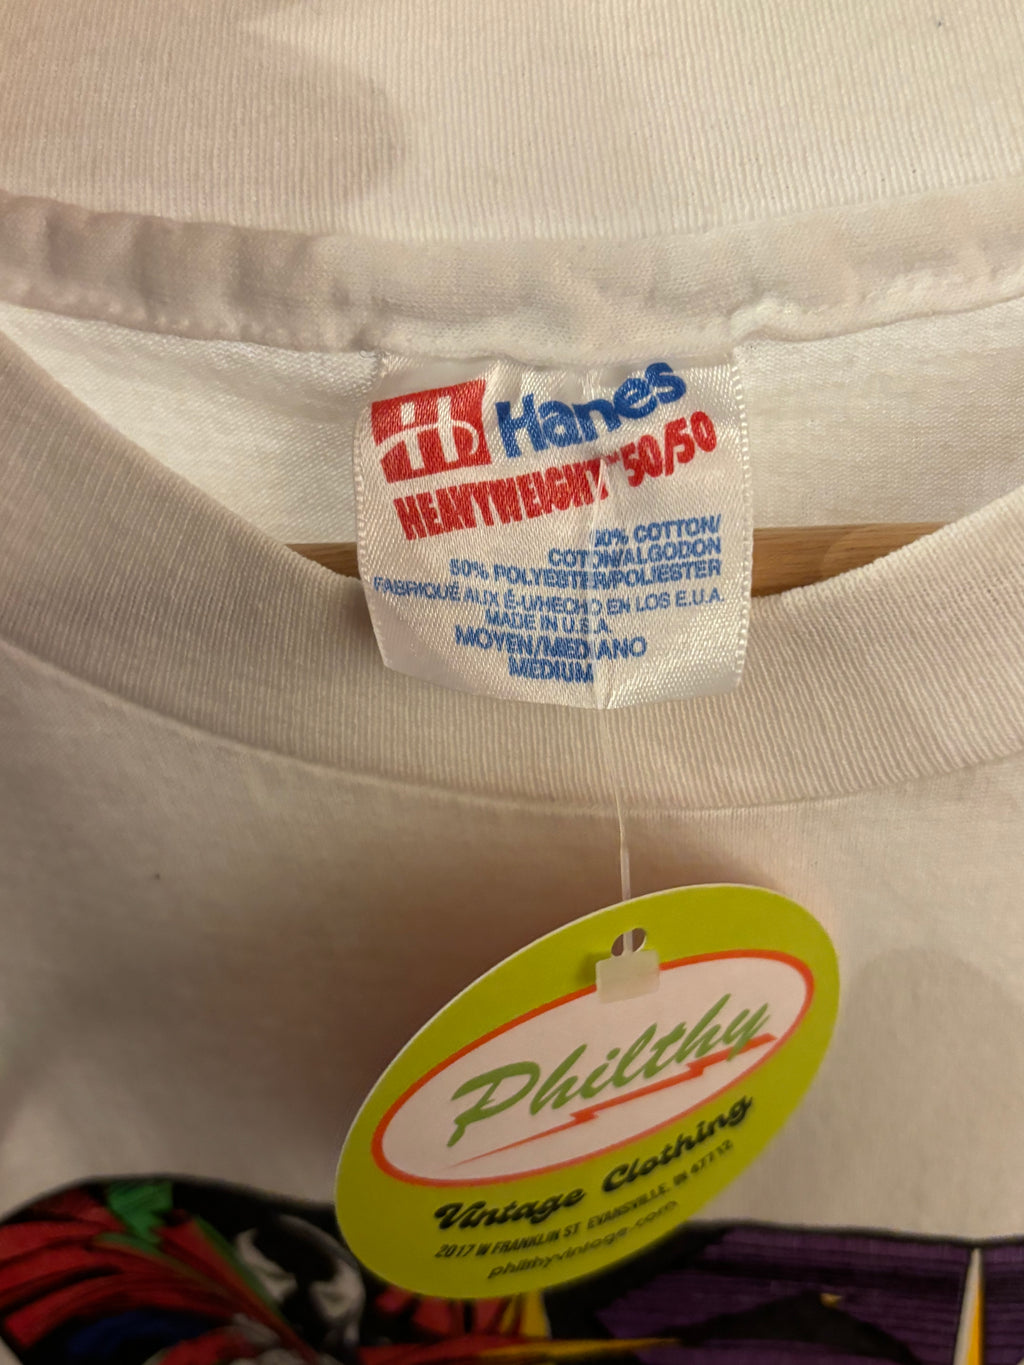 H Hanes
HEAVYWEIGHT™ 50/50
50% COTTON/
COTON/ALGODON
50% POLYESTER/POLIESTER
FABRIQUÉ AUX É-U/HECHO EN LOS E.U.A.
MADE IN U.S.A.
MOYEN/MEDIANO
MEDIUM
Philthy
Vintage Clothing
2017 W FRANKLIN ST. EVANSVILLE, IN 47712
philthyvintage.com